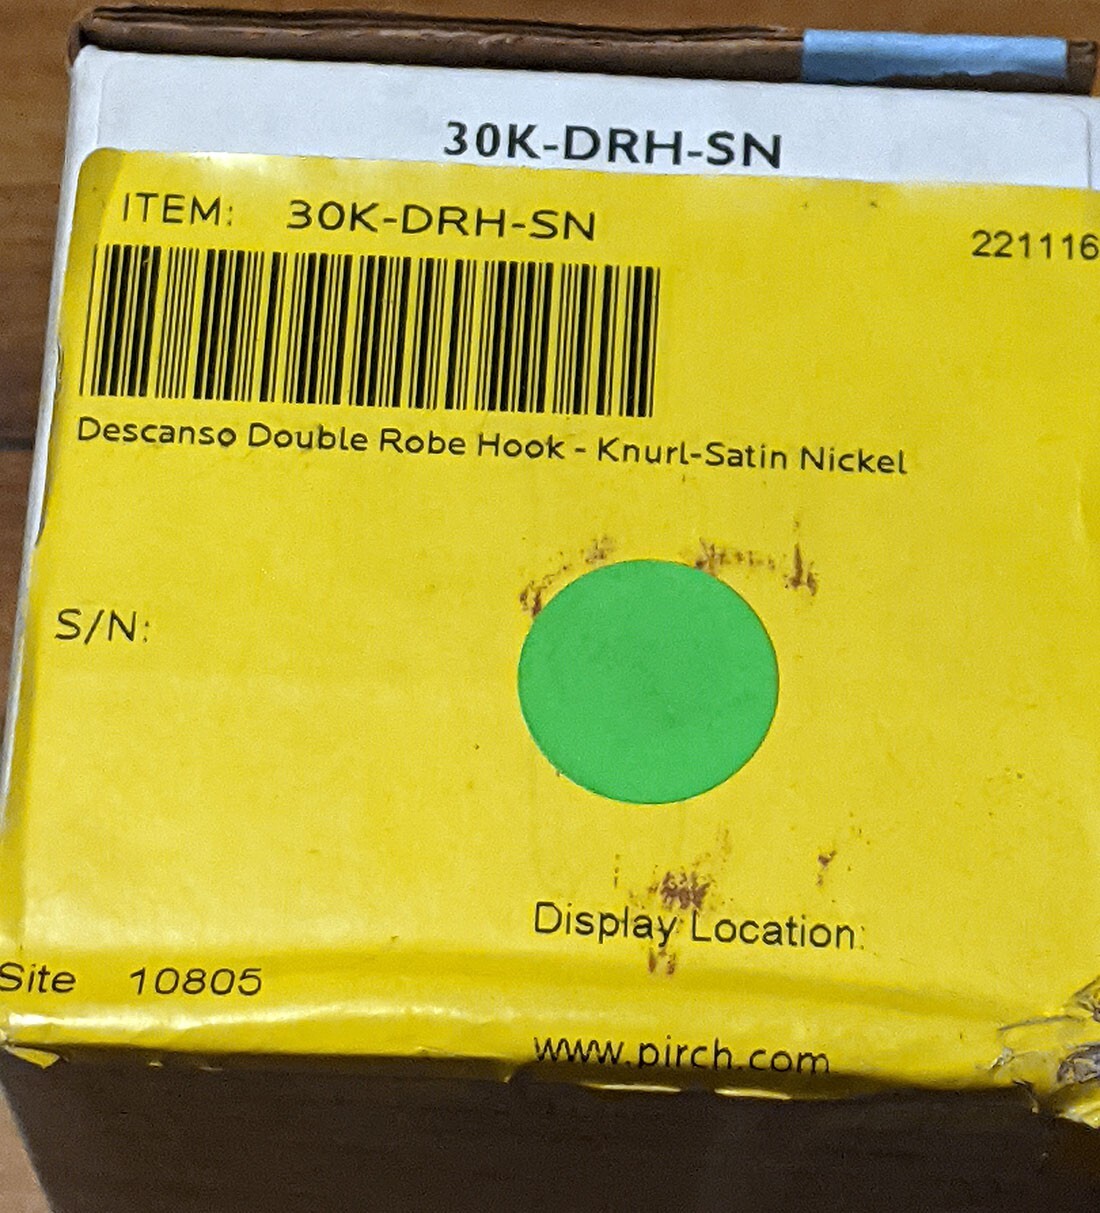 30K-DRH-SN
ITEM: 30K-DRH-SN
221116
Descanso Double Robe Hook - Knurl-Satin Nickel
S/N:
Display Location:
Site 10805
www.pirch.com